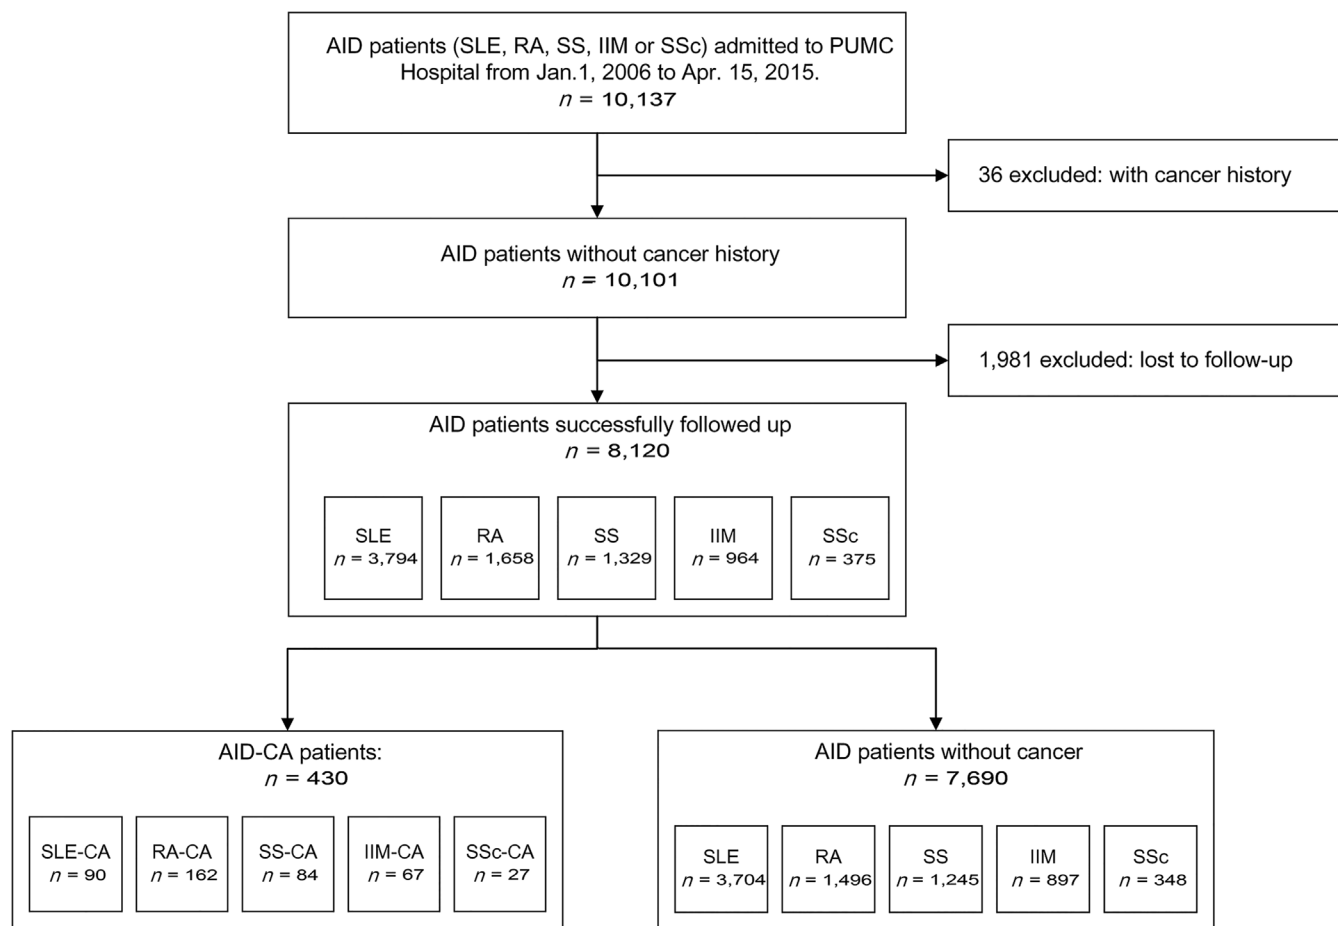 AID patients (SLE, RA, SS, IIM or SSc) admitted to PUMC
Hospital from Jan.1, 2006 to Apr. 15, 2015.
n = 10,137
36 excluded: with cancer history
AID patients without cancer history
n = 10,101
1,981 excluded: lost to follow-up
AID patients successfully followed up
n = 8,120
SLE
n = 3,794
RA
n = 1,658
SS
n = 1,329
IIM
n = 964
SSc
n = 375
AID-CA patients:
n = 430
SLE-CA
n = 90
RA-CA
n = 162
SS-CA
n = 84
IIM-CA
n = 67
SSc-CA
n = 27
AID patients without cancer
n = 7,690
SLE
n = 3,704
RA
n = 1,496
SS
n = 1,245
IIM
n = 897
SSc
n = 348